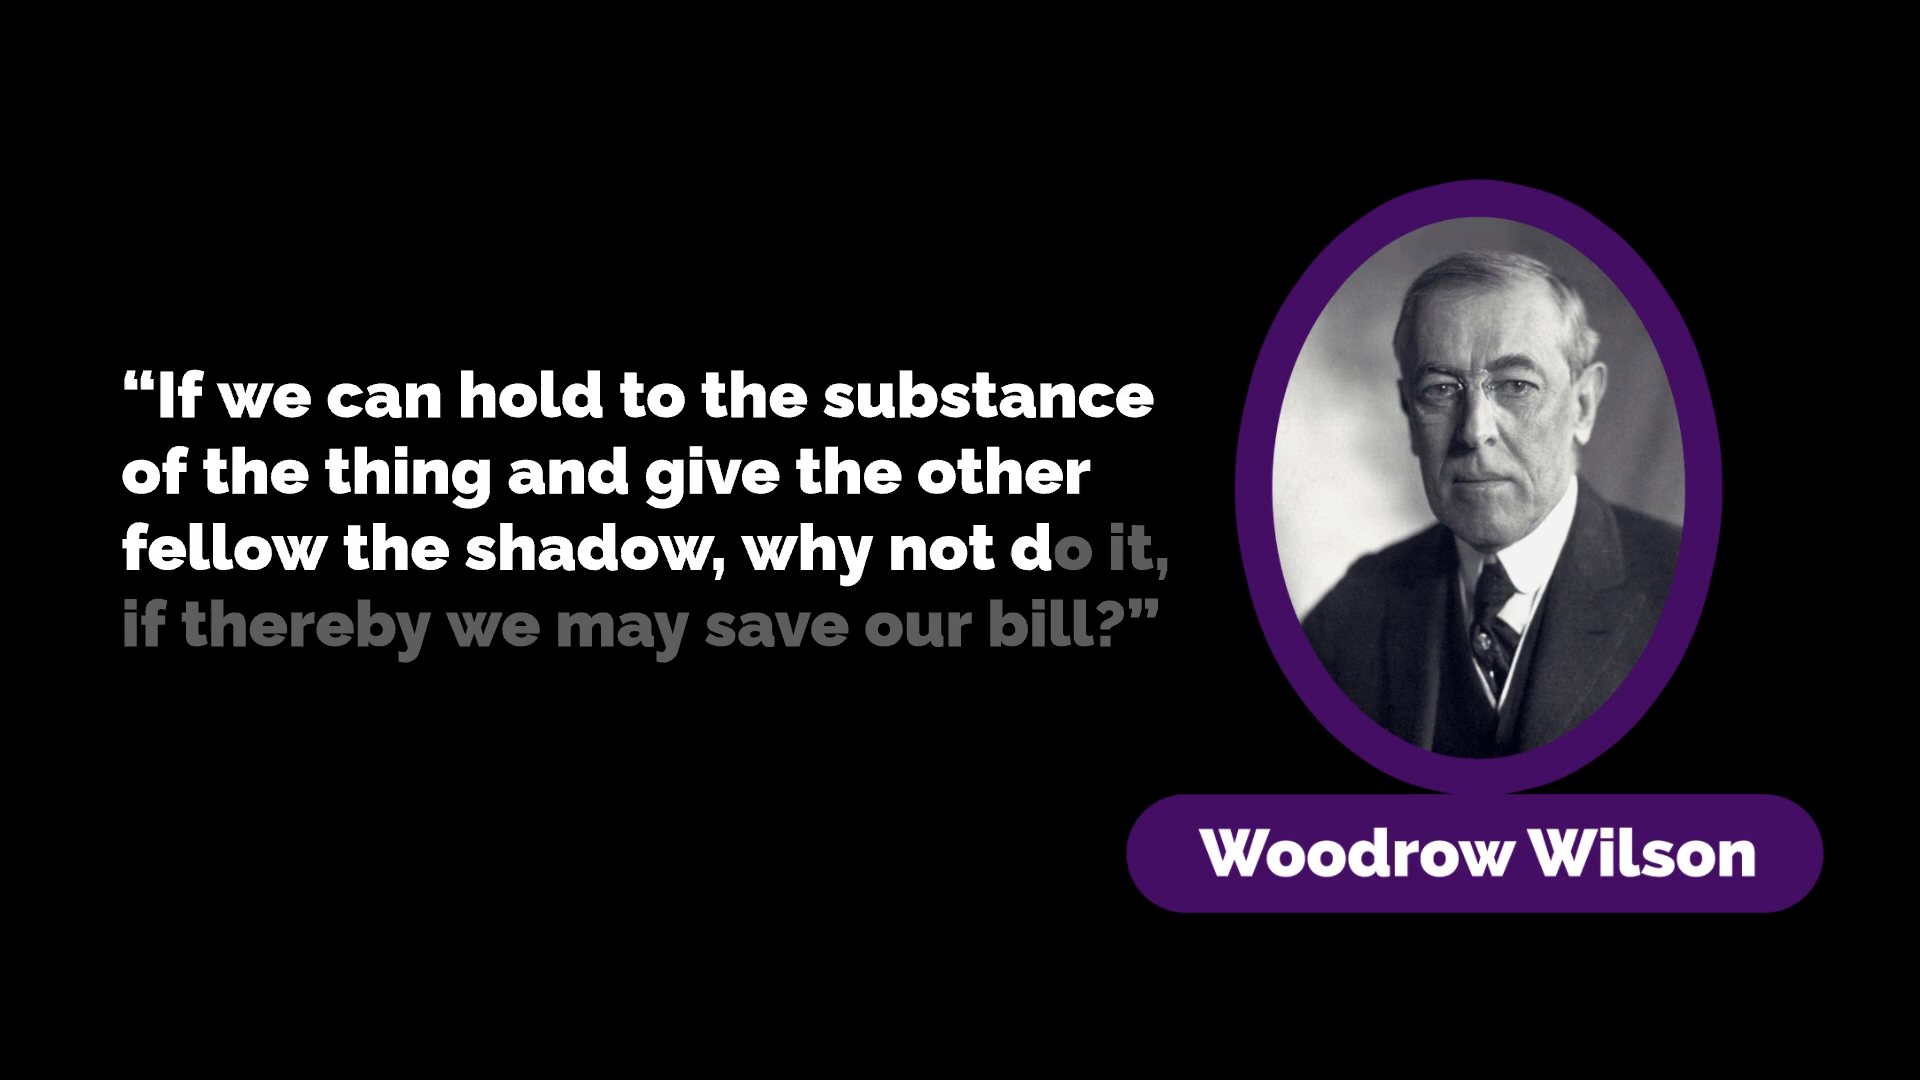 “If we can hold to the substance
of the thing and give the other
fellow the shadow, why not do it,
if thereby we may save our bill?”
Woodrow Wilson